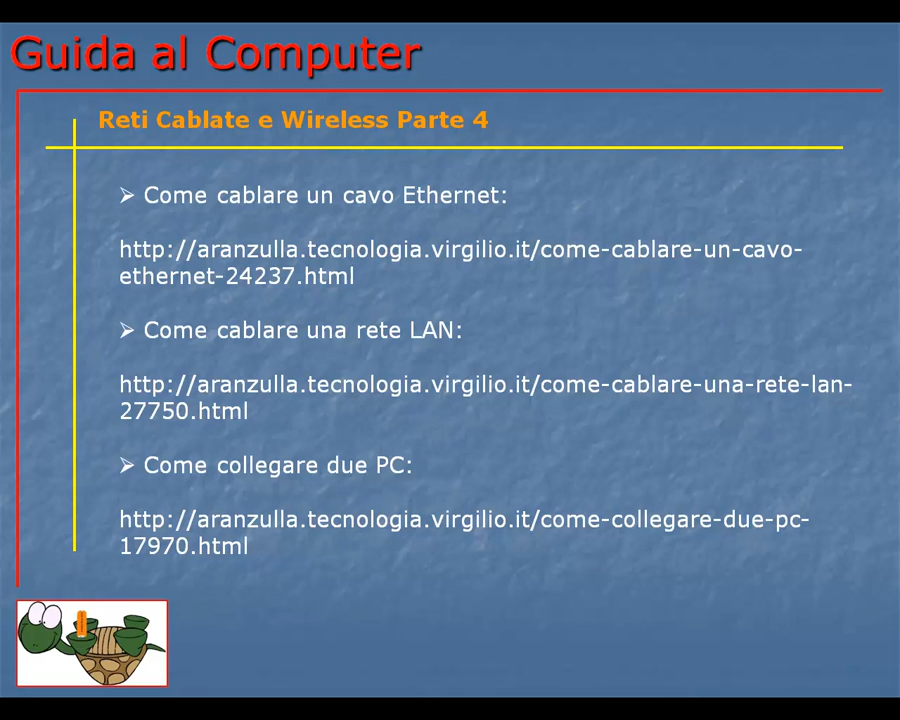 Guida al Computer
Reti Cablate e Wireless Parte 4
➢ Come cablare un cavo Ethernet:
http://aranzulla.tecnologia.virgilio.it/come-cablare-un-cavo-
ethernet-24237.html
➢ Come cablare una rete LAN:
http://aranzulla.tecnologia.virgilio.it/come-cablare-una-rete-lan-
27750.html
➢ Come collegare due PC:
http://aranzulla.tecnologia.virgilio.it/come-collegare-due-pc-
17970.html